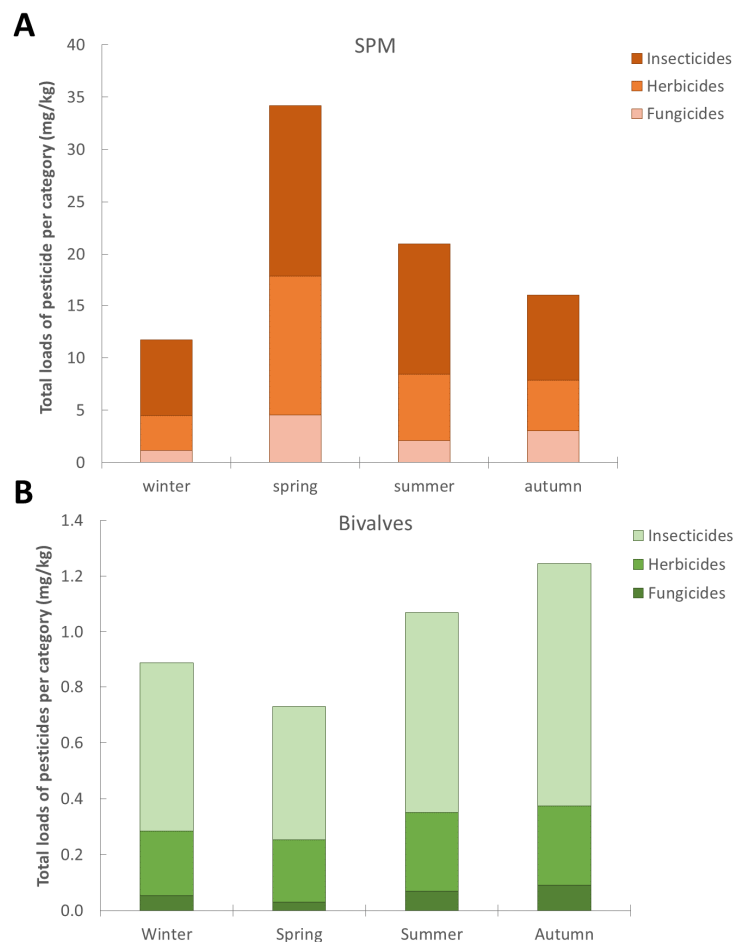 A
SPM
Total loads of pesticide per category (mg/kg)
40
35
30
25
20
15
10
5
0
winter
spring
summer
autumn
Insecticides
Herbicides
Fungicides
B
Bivalves
Total loads of pesticides per category (mg/kg)
1.4
1.2
1.0
0.8
0.6
0.4
0.2
0.0
Winter
Spring
Summer
Autumn
Insecticides
Herbicides
Fungicides